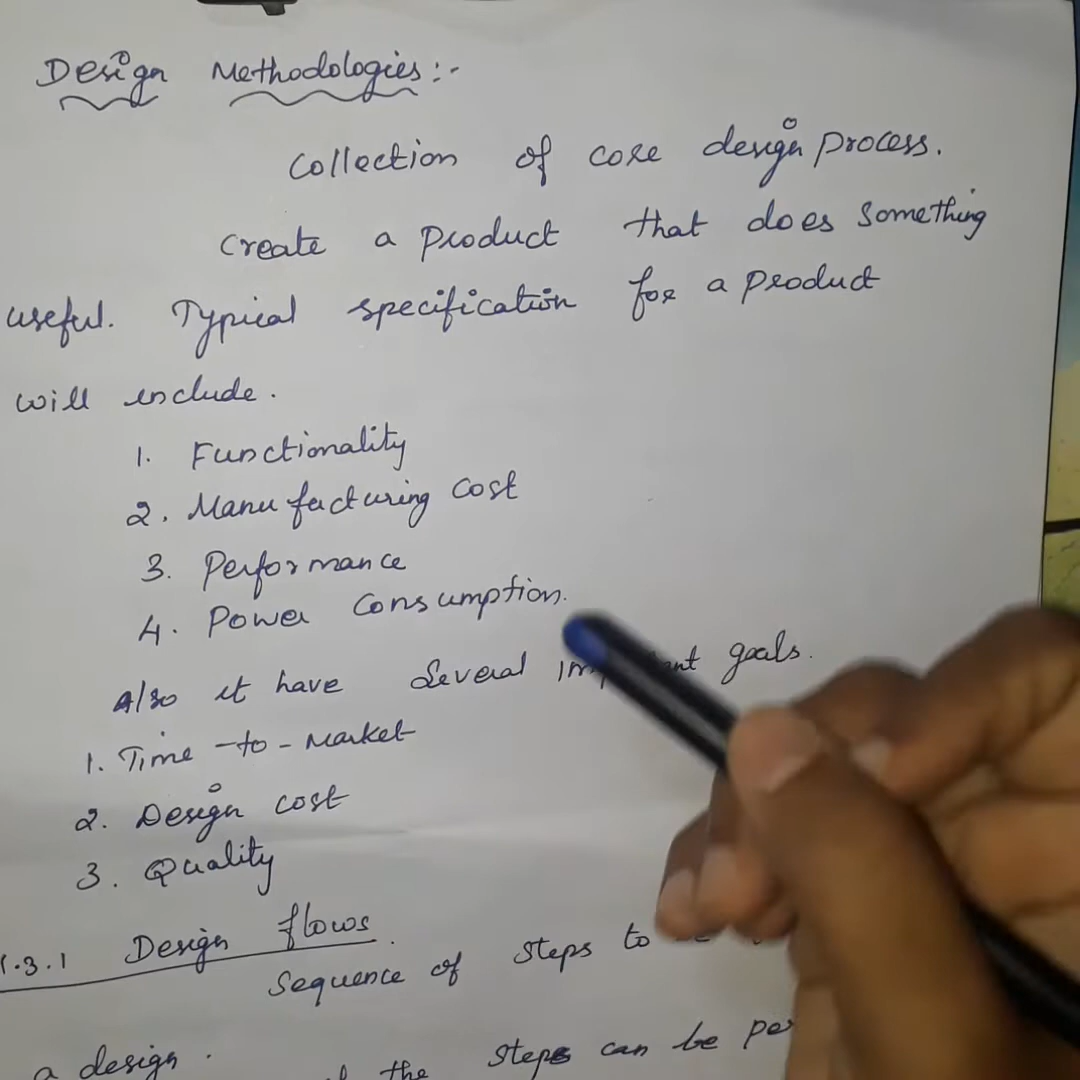 Design Methodologies:-
Collection of core design process.
Create a product that does something
useful. Typical specification for a product
will include.
1. Functionality
2. Manufacturing cost
3. Performance
4. Power Consumption.
Also it have several goals.
1. Time-to-Market
2. Design cost
3. Quality
1.3.1 Design flows.
Sequence of steps to
a design.
the steps can be